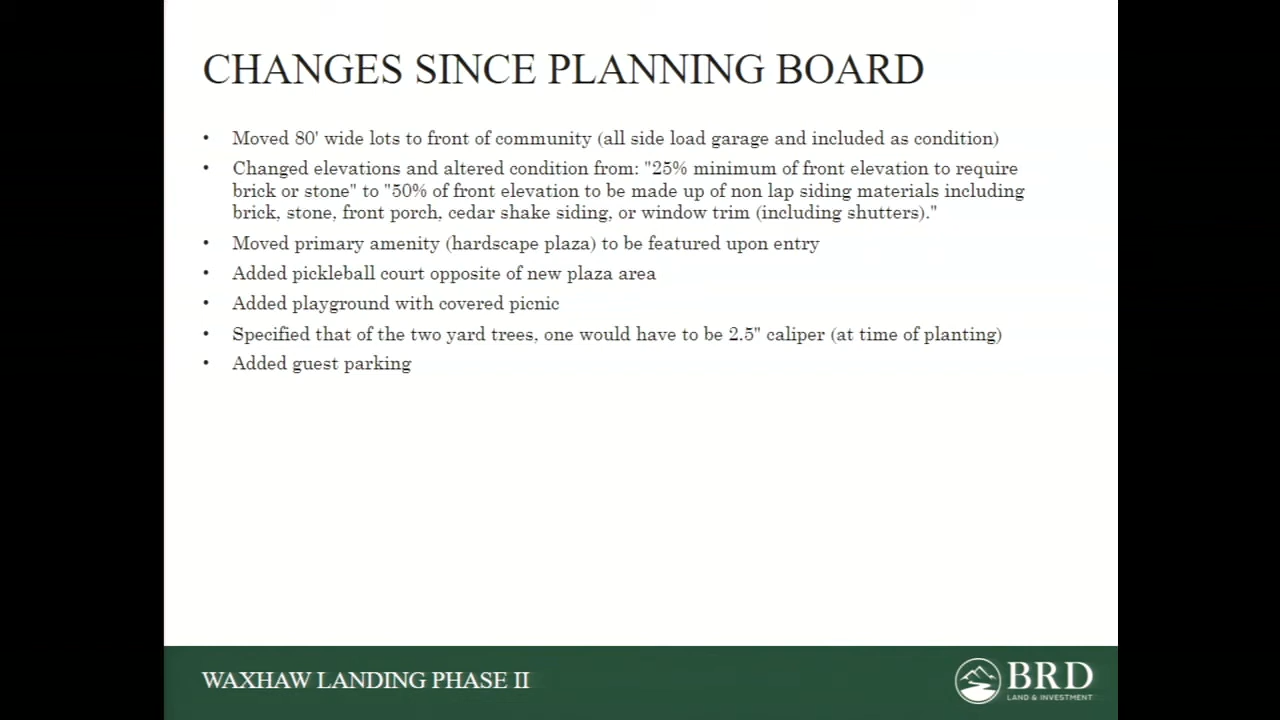 CHANGES SINCE PLANNING BOARD
• Moved 80' wide lots to front of community (all side load garage and included as condition)
• Changed elevations and altered condition from: "25% minimum of front elevation to require
brick or stone" to "50% of front elevation to be made up of non lap siding materials including
brick, stone, front porch, cedar shake siding, or window trim (including shutters)."
• Moved primary amenity (hardscape plaza) to be featured upon entry
• Added pickleball court opposite of new plaza area
• Added playground with covered picnic
• Specified that of the two yard trees, one would have to be 2.5" caliper (at time of planting)
• Added guest parking
WAXHAW LANDING PHASE II
BRD
LAND & INVESTMENT